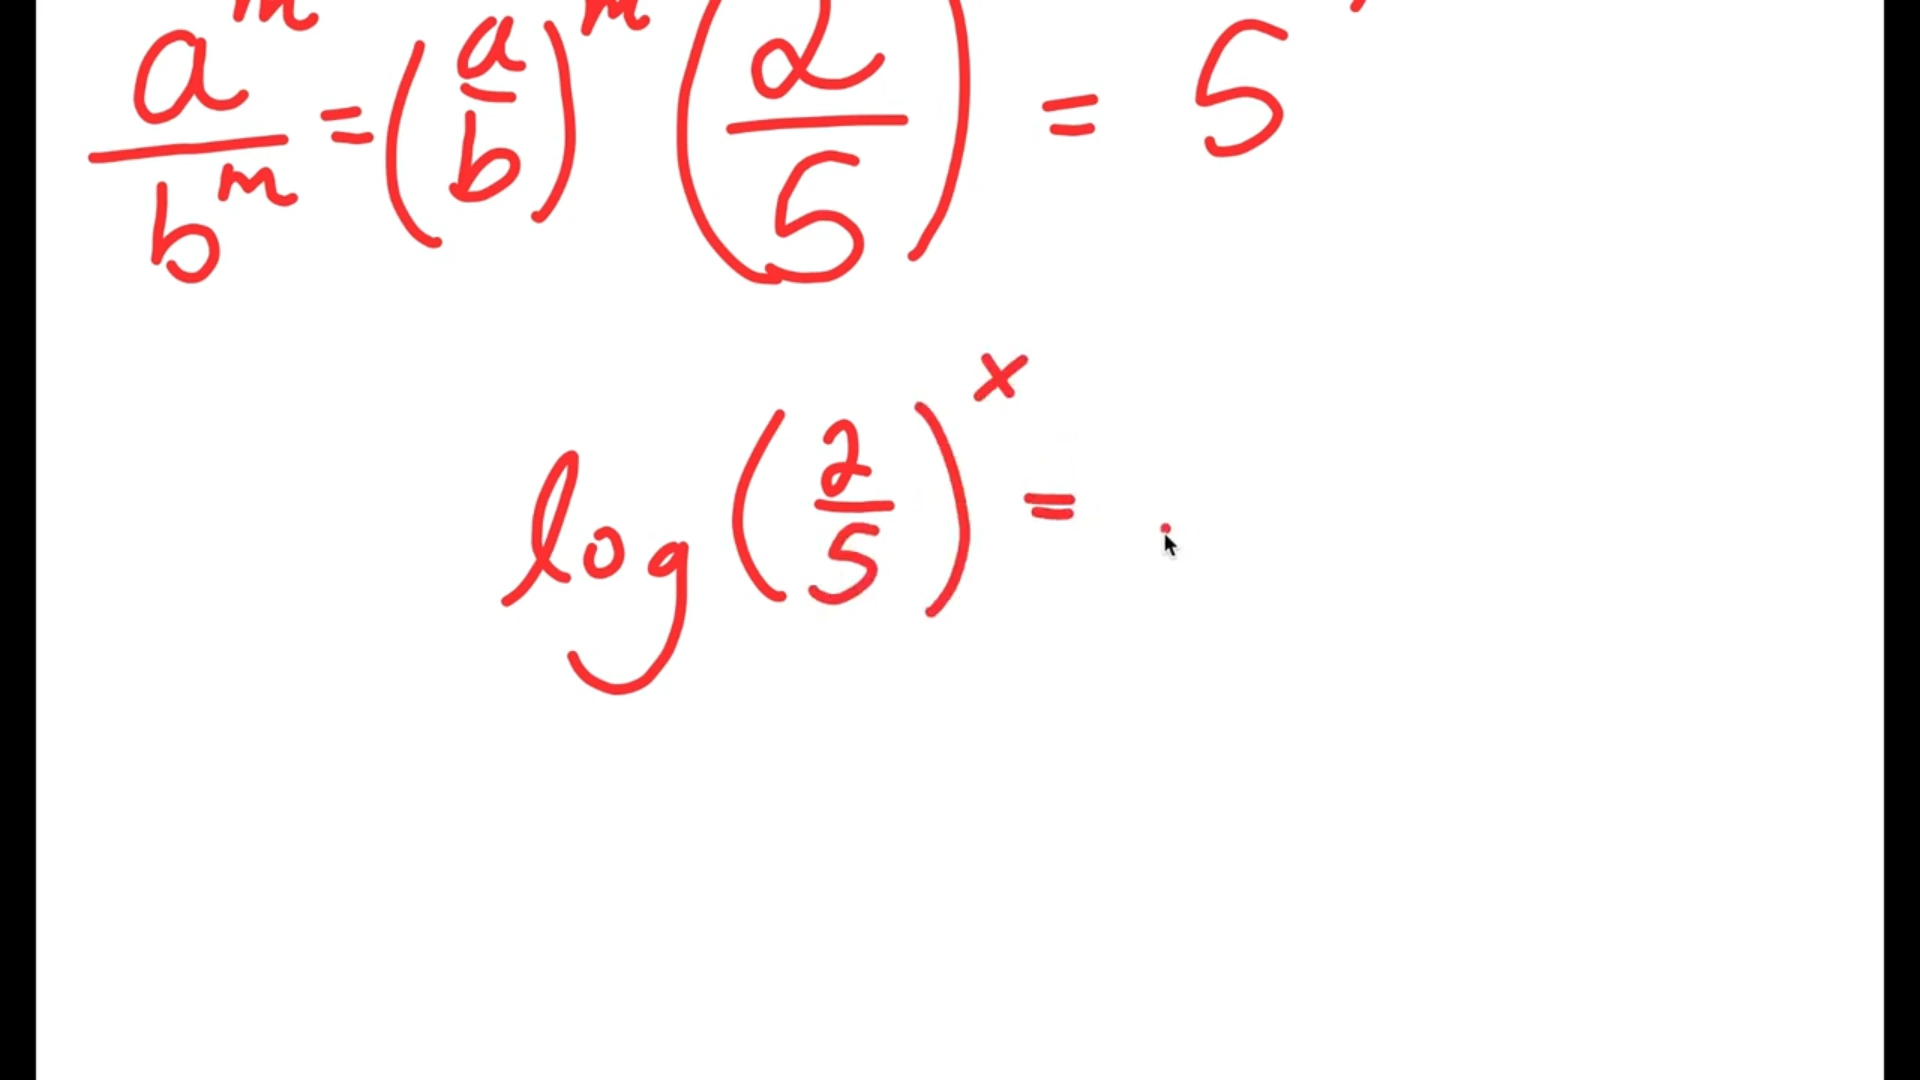 a^m/b^m = (a/b)^m (2/5) = 5
log (2/5)^x =